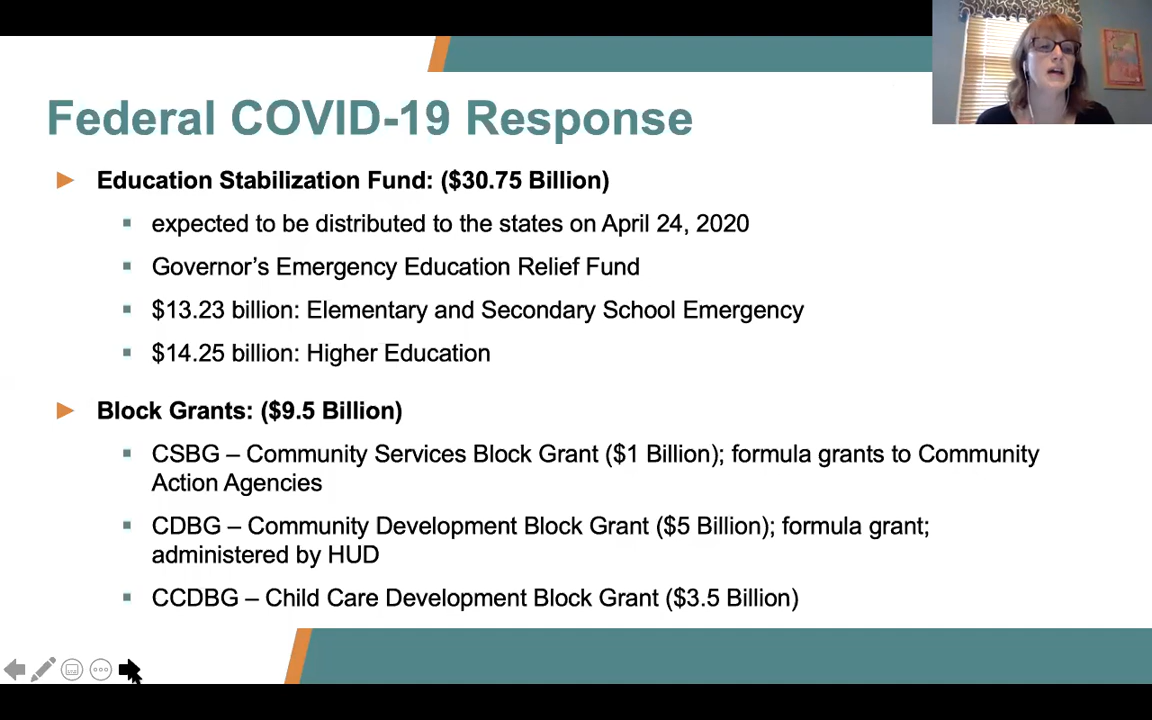 Federal COVID-19 Response
► Education Stabilization Fund: ($30.75 Billion)
▪ expected to be distributed to the states on April 24, 2020
▪ Governor’s Emergency Education Relief Fund
▪ $13.23 billion: Elementary and Secondary School Emergency
▪ $14.25 billion: Higher Education
► Block Grants: ($9.5 Billion)
▪ CSBG – Community Services Block Grant ($1 Billion); formula grants to Community
Action Agencies
▪ CDBG – Community Development Block Grant ($5 Billion); formula grant;
administered by HUD
▪ CCDBG – Child Care Development Block Grant ($3.5 Billion)